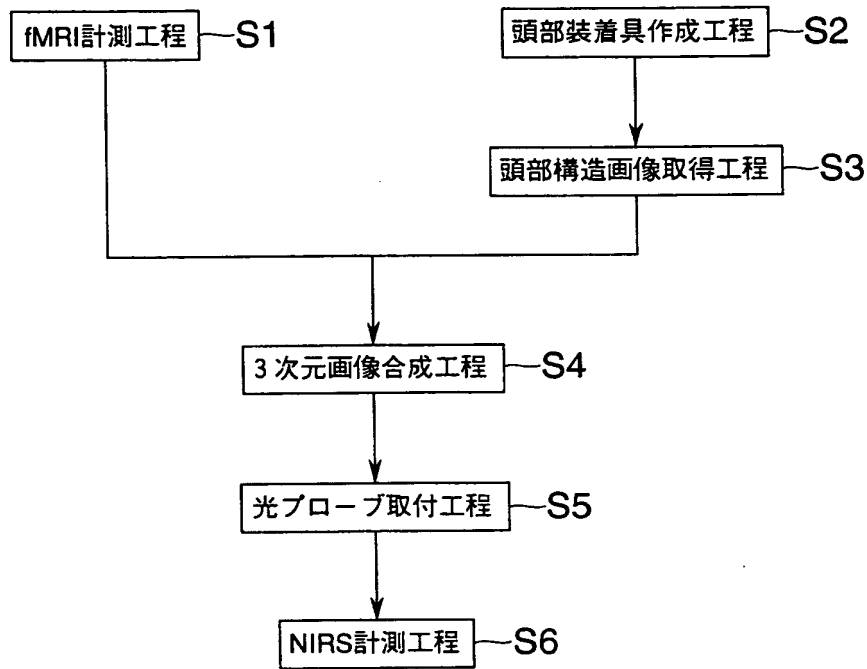 fMRI計測工程 S1
頭部装着具作成工程 S2
頭部構造画像取得工程 S3
3次元画像合成工程 S4
光プローブ取付工程 S5
NIRS計測工程 S6